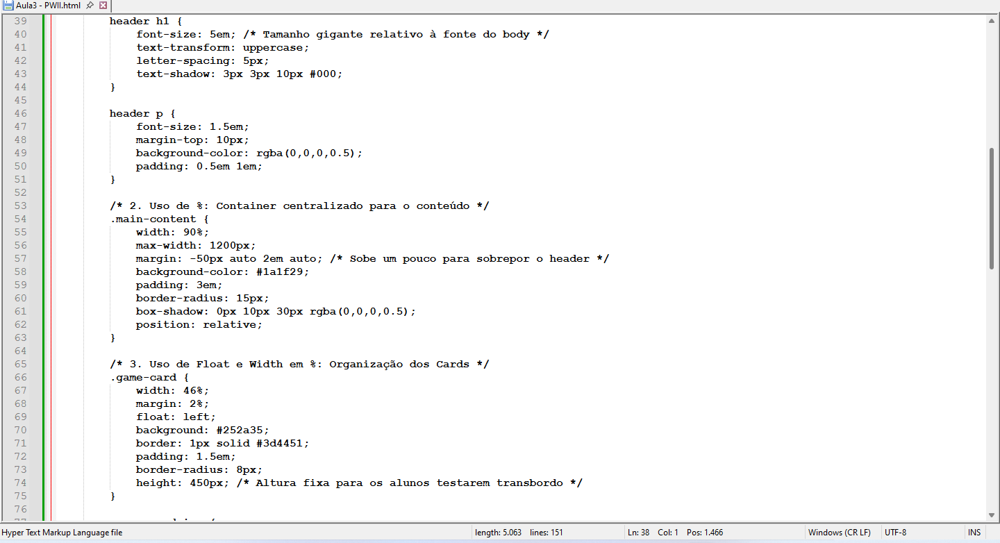 Aula3 - PWII.html
39 header h1 {
40 font-size: 5em; /* Tamanho gigante relativo à fonte do body */
41 text-transform: uppercase;
42 letter-spacing: 5px;
43 text-shadow: 3px 3px 10px #000;
44 }
45
46 header p {
47 font-size: 1.5em;
48 margin-top: 10px;
49 background-color: rgba(0,0,0,0.5);
50 padding: 0.5em 1em;
51 }
52
53 /* 2. Uso de %: Container centralizado para o conteúdo */
54 .main-content {
55 width: 90%;
56 max-width: 1200px;
57 margin: -50px auto 2em auto; /* Sobe um pouco para sobrepor o header */
58 background-color: #1a1f29;
59 padding: 3em;
60 border-radius: 15px;
61 box-shadow: 0px 10px 30px rgba(0,0,0,0.5);
62 position: relative;
63 }
64
65 /* 3. Uso de Float e Width em %: Organização dos Cards */
66 .game-card {
67 width: 46%;
68 margin: 2%;
69 float: left;
70 background: #252a35;
71 border: 1px solid #3d4451;
72 padding: 1.5em;
73 border-radius: 8px;
74 height: 450px; /* Altura fixa para os alunos testarem transbordo */
75 }
76
Hyper Text Markup Language file length: 5.063 lines: 151 Ln: 38 Col: 1 Pos: 1.466 Windows (CR LF) UTF-8 INS